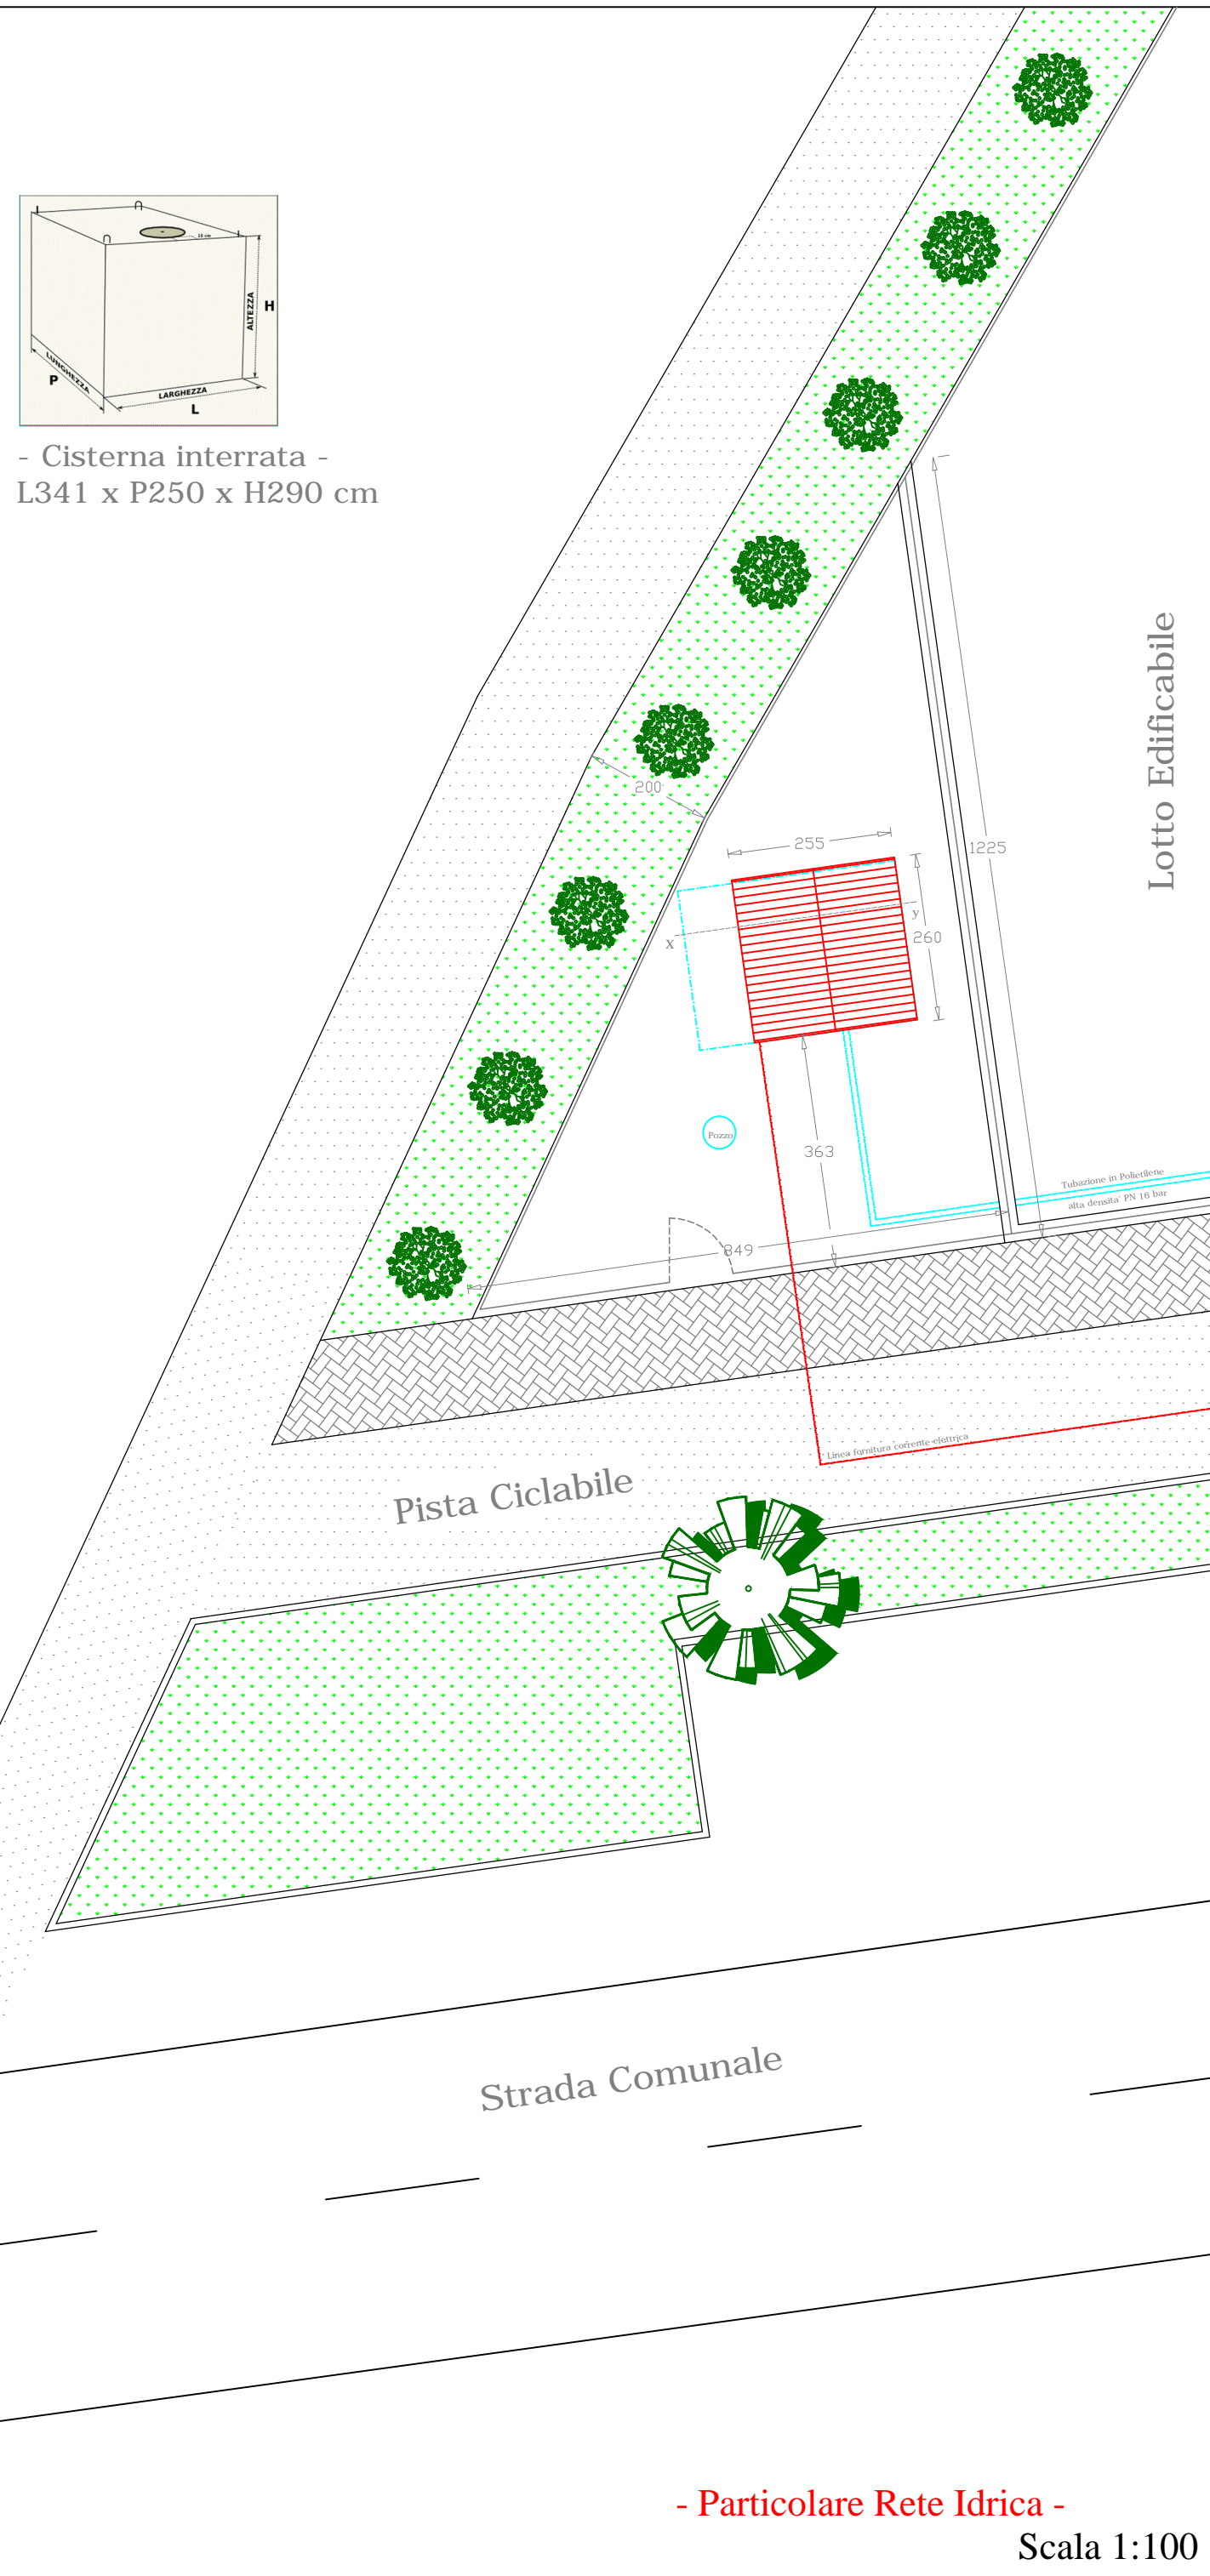 15 cm
ALTEZZA
H
LUNGHEZZA
P
LARGHEZZA
L
- Cisterna interrata -
L341 x P250 x H290 cm
Lotto Edificabile
200
255
1225
y
x
260
Pozzo
363
Tubazione in Polietilene
alta densita' PN 16 bar
849
Linea fornitura corrente elettrica
Pista Ciclabile
Strada Comunale
- Particolare Rete Idrica -
Scala 1:100